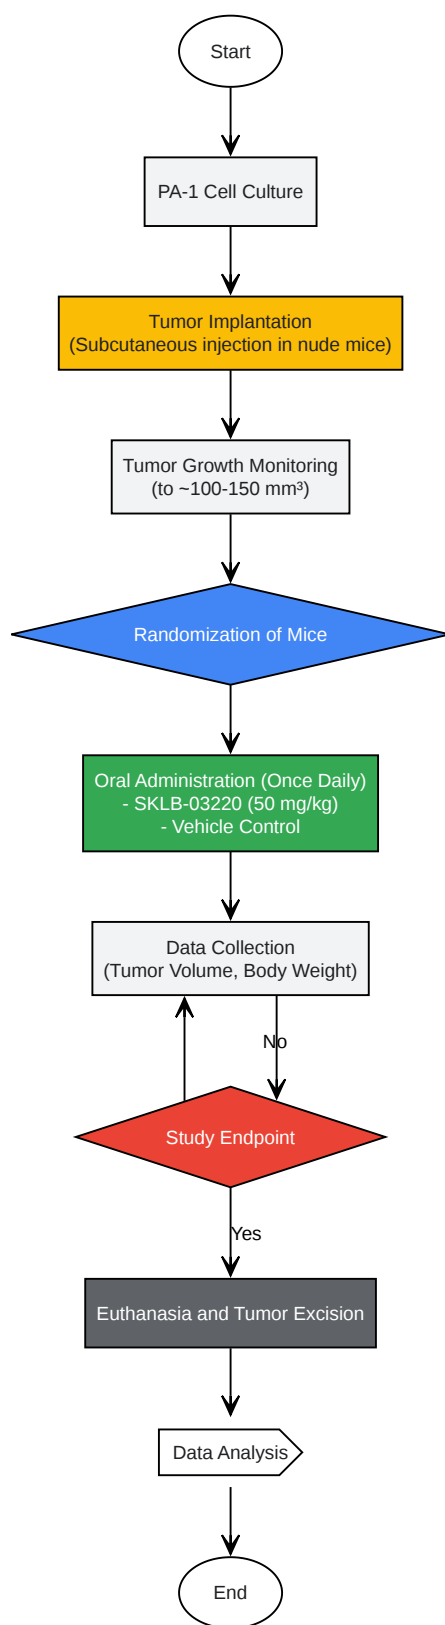 Start
PA-1 Cell Culture
Tumor Implantation
(Subcutaneous injection in nude mice)
Tumor Growth Monitoring
(to ~100-150 mm³)
Randomization of Mice
Oral Administration (Once Daily)
- SKLB-03220 (50 mg/kg)
- Vehicle Control
Data Collection
(Tumor Volume, Body Weight)
No
Study Endpoint
Yes
Euthanasia and Tumor Excision
Data Analysis
End